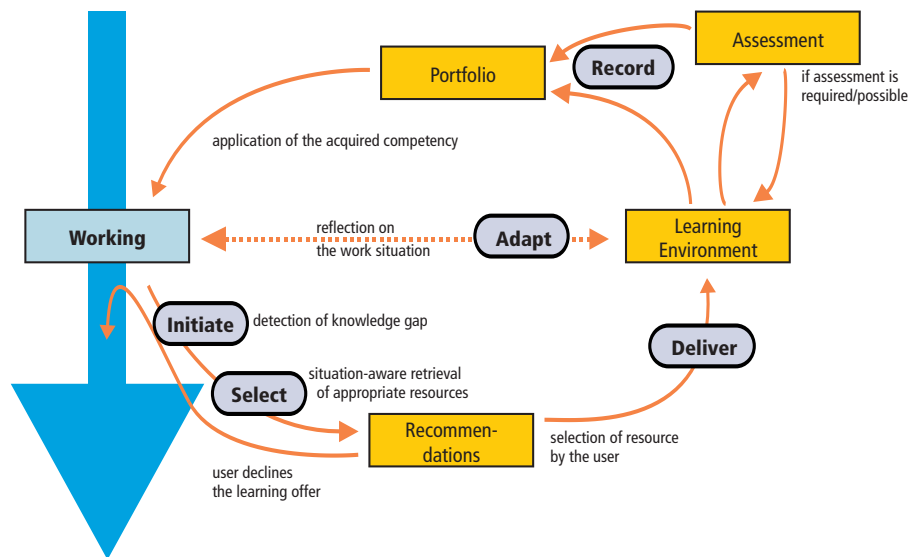 Assessment
Portfolio
Record
if assessment is
required/possible
application of the acquired competency
Working
reflection on
the work situation
Adapt
Learning
Environment
Initiate
detection of knowledge gap
Deliver
Select
situation-aware retrieval
of appropriate resources
Recommen-
dations
selection of resource
by the user
user declines
the learning offer